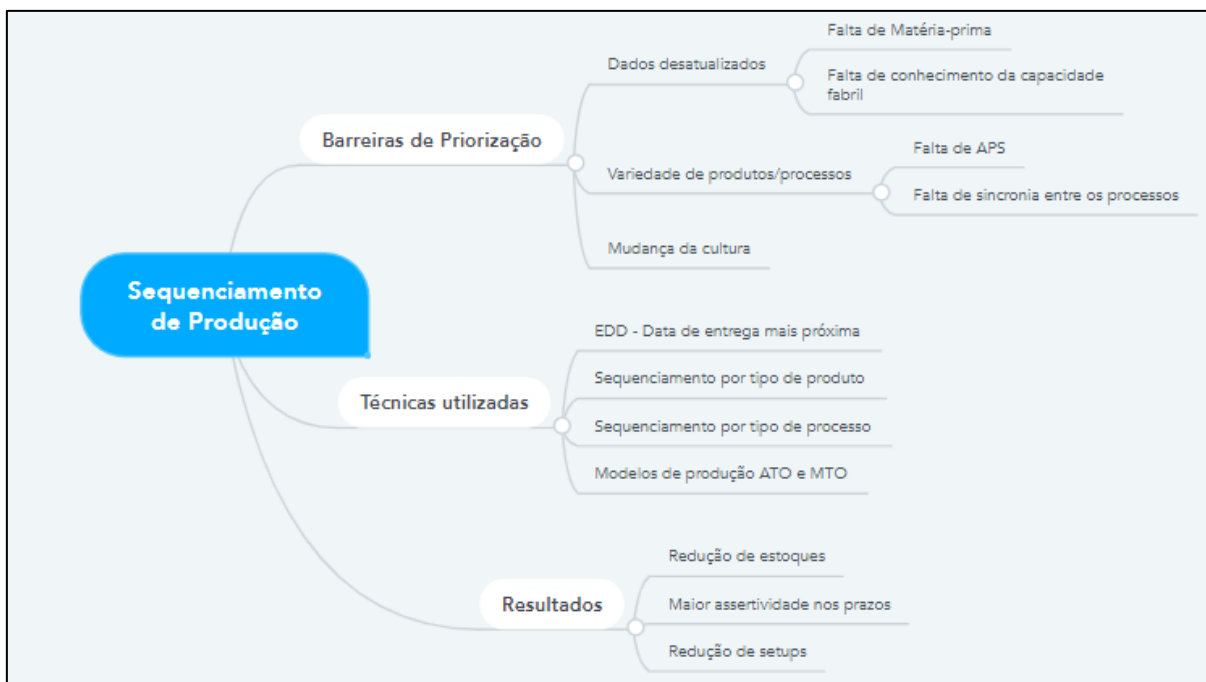 Sequenciamento
de Produção
Barreiras de Priorização
Dados desatualizados
Falta de Matéria-prima
Falta de conhecimento da capacidade
fabril
Variedade de produtos/processos
Falta de APS
Falta de sincronia entre os processos
Mudança da cultura
Técnicas utilizadas
EDD - Data de entrega mais próxima
Sequenciamento por tipo de produto
Sequenciamento por tipo de processo
Modelos de produção ATO e MTO
Resultados
Redução de estoques
Maior assertividade nos prazos
Redução de setups